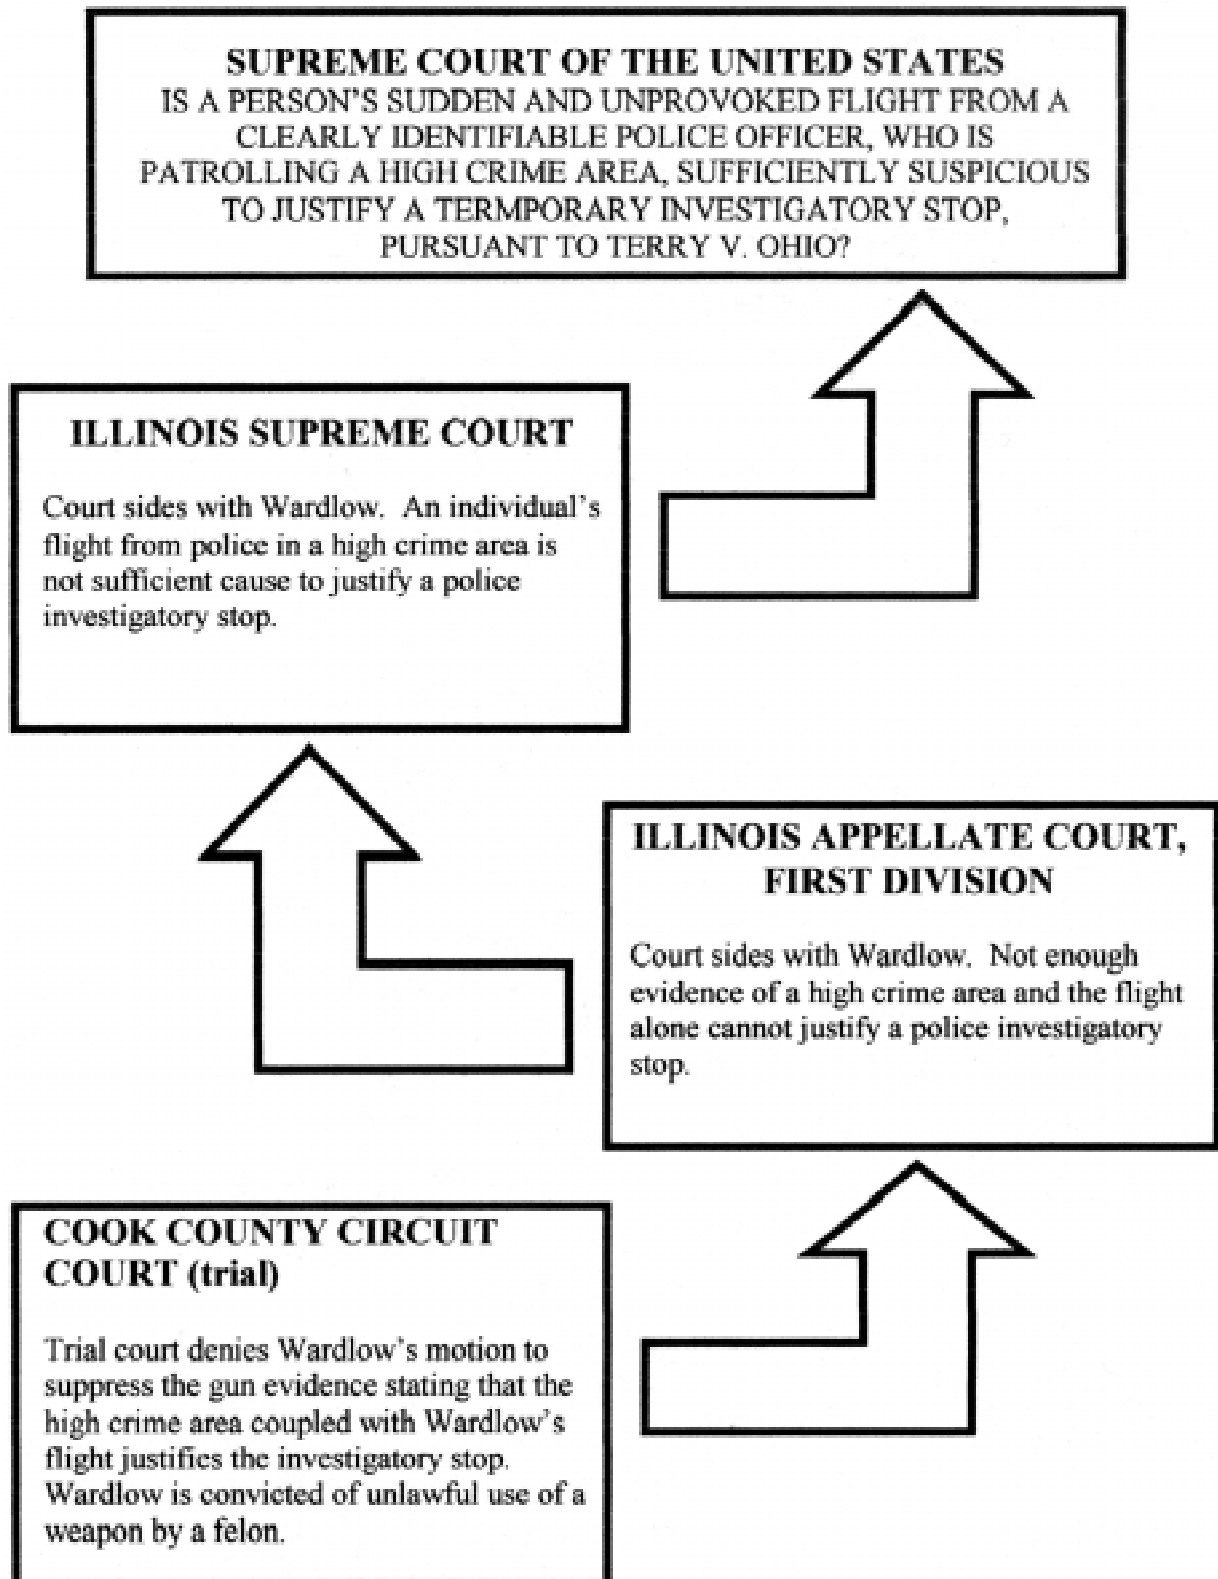 SUPREME COURT OF THE UNITED STATES
IS A PERSON'S SUDDEN AND UNPROVOKED FLIGHT FROM A
CLEARLY IDENTIFIABLE POLICE OFFICER, WHO IS
PATROLLING A HIGH CRIME AREA, SUFFICIENTLY SUSPICIOUS
TO JUSTIFY A TERMPORARY INVESTIGATORY STOP,
PURSUANT TO TERRY V. OHIO?
ILLINOIS SUPREME COURT
Court sides with Wardlow. An individual's
flight from police in a high crime area is
not sufficient cause to justify a police
investigatory stop.
ILLINOIS APPELLATE COURT,
FIRST DIVISION
Court sides with Wardlow. Not enough
evidence of a high crime area and the flight
alone cannot justify a police investigatory
stop.
COOK COUNTY CIRCUIT
COURT (trial)
Trial court denies Wardlow's motion to
suppress the gun evidence stating that the
high crime area coupled with Wardlow's
flight justifies the investigatory stop.
Wardlow is convicted of unlawful use of a
weapon by a felon.